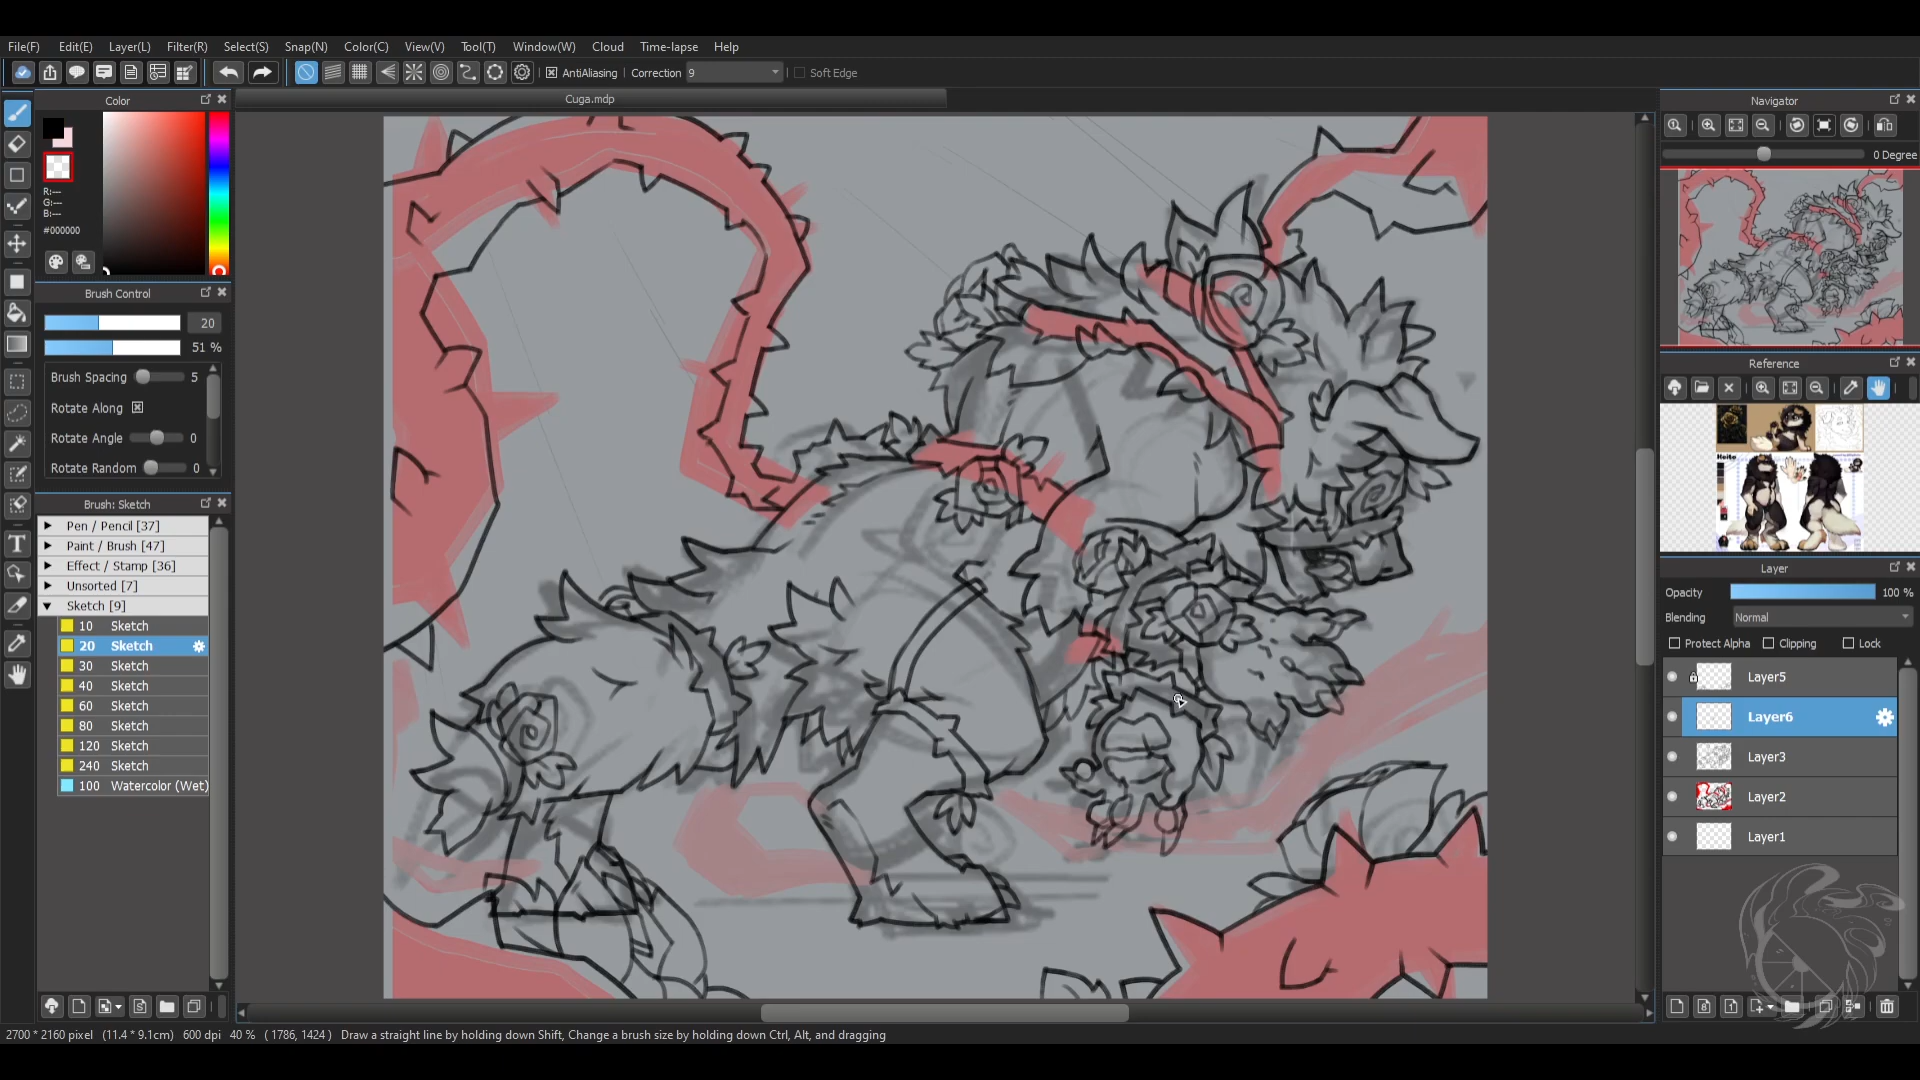 File(F) Edit(E) Layer(L) Filter(R) Select(S) Snap(N) Color(C) View(V) Tool(T) Window(W) Cloud Time-lapse Help
AntiAliasing Correction 9 Soft Edge
Color
R:---
G:---
B:---
#000000
Brush Control
20
51 %
Brush Spacing 5
Rotate Along
Rotate Angle 0
Rotate Random 0
Brush: Sketch
Pen / Pencil [37]
Paint / Brush [47]
Effect / Stamp [36]
Unsorted [7]
Sketch [9]
10 Sketch
20 Sketch
30 Sketch
40 Sketch
60 Sketch
80 Sketch
120 Sketch
240 Sketch
100 Watercolor (Wet)
Cuga.mdp
Navigator
0 Degree
Reference
Layer
Opacity 100 %
Blending Normal
Protect Alpha Clipping Lock
Layer5
Layer6
Layer3
Layer2
Layer1
2700 * 2160 pixel (11.4 * 9.1cm) 600 dpi 40 % ( 1786, 1424 ) Draw a straight line by holding down Shift, Change a brush size by holding down Ctrl, Alt, and dragging